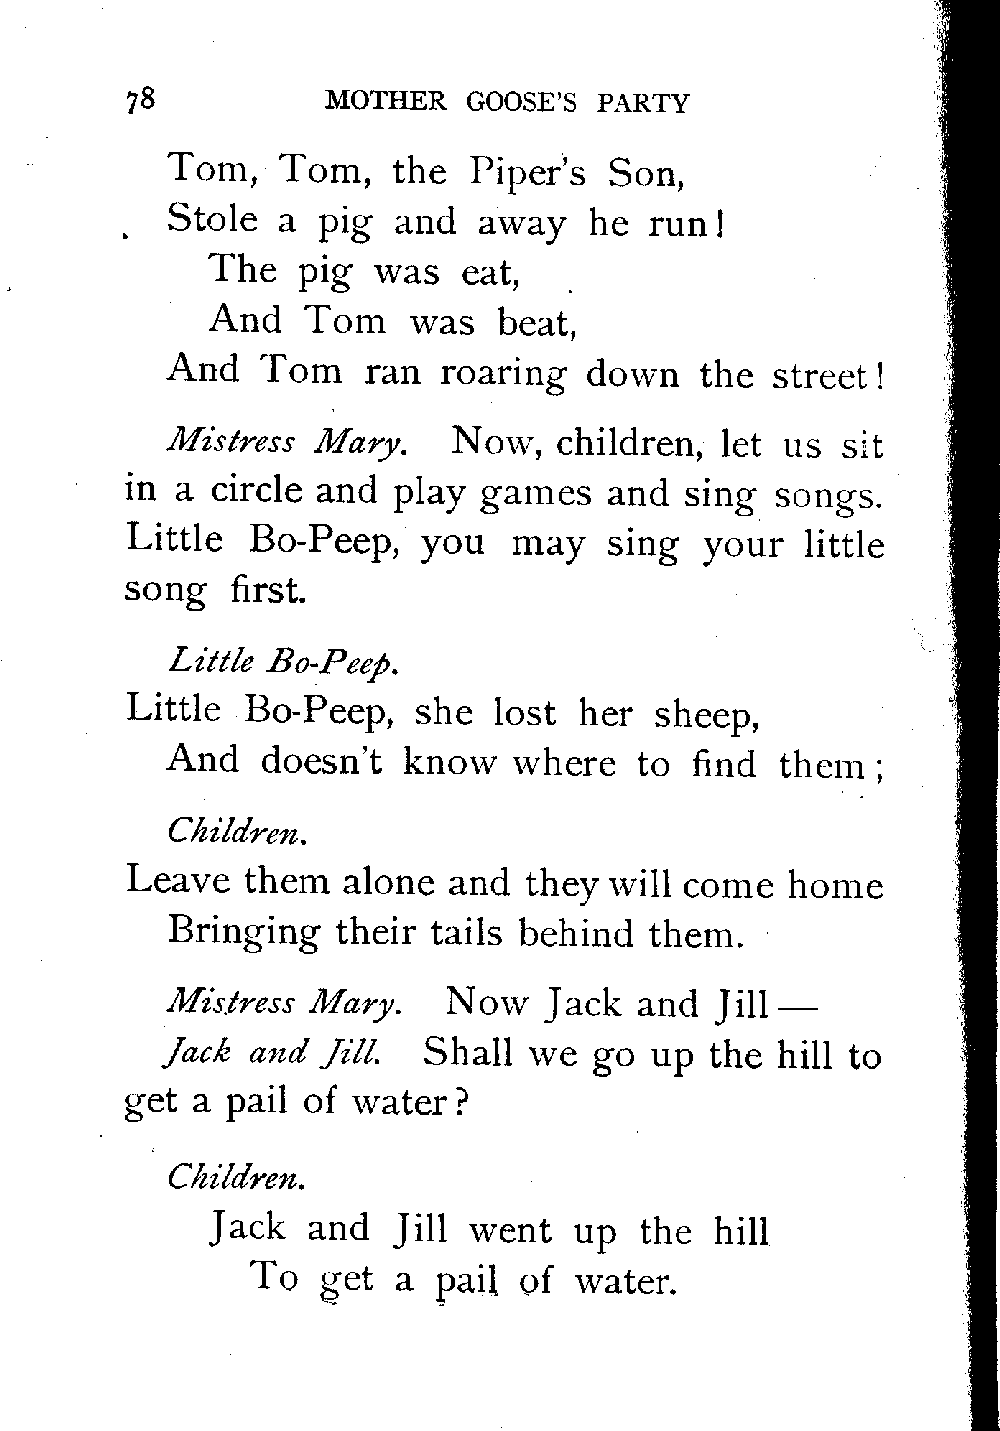 78 MOTHER GOOSE'S PARTY
Tom, Tom, the Piper's Son,
Stole a pig and away he run!
The pig was eat,
And Tom was beat,
And Tom ran roaring down the street!
Mistress Mary. Now, children, let us sit
in a circle and play games and sing songs.
Little Bo-Peep, you may sing your little
song first.
Little Bo-Peep.
Little Bo-Peep, she lost her sheep,
And doesn't know where to find them;
Children.
Leave them alone and they will come home
Bringing their tails behind them.
Mistress Mary. Now Jack and Jill—
Jack and Jill. Shall we go up the hill to
get a pail of water?
Children.
Jack and Jill went up the hill
To get a pail of water.